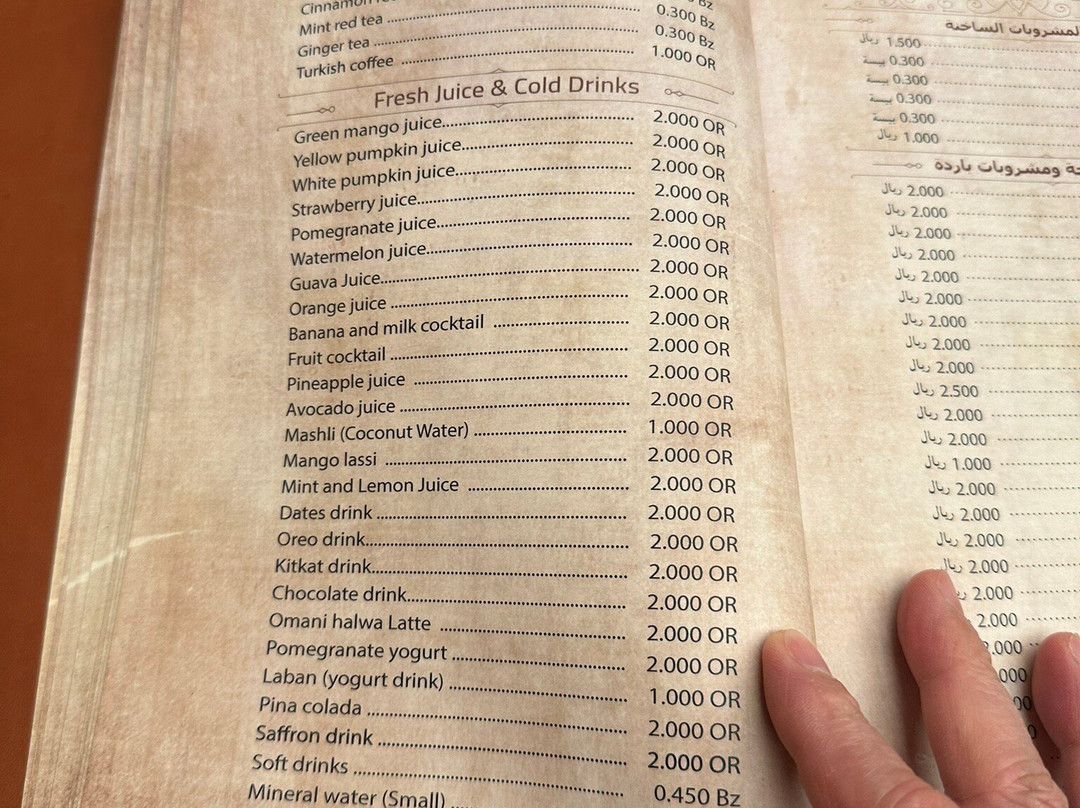 Mint red tea ........ 0.300 Bz
Ginger tea ........ 0.300 Bz
Turkish coffee ........ 1.000 OR
Fresh Juice & Cold Drinks
Green mango juice........ 2.000 OR
Yellow pumpkin juice........ 2.000 OR
White pumpkin juice........ 2.000 OR
Strawberry juice........ 2.000 OR
Pomegranate juice........ 2.000 OR
Watermelon juice........ 2.000 OR
Guava Juice........ 2.000 OR
Orange juice ........ 2.000 OR
Banana and milk cocktail ........ 2.000 OR
Fruit cocktail ........ 2.000 OR
Pineapple juice ........ 2.000 OR
Avocado juice ........ 2.000 OR
Mashli (Coconut Water) ........ 1.000 OR
Mango lassi ........ 2.000 OR
Mint and Lemon Juice ........ 2.000 OR
Dates drink ........ 2.000 OR
Oreo drink........ 2.000 OR
Kitkat drink........ 2.000 OR
Chocolate drink........ 2.000 OR
Omani halwa Latte ........ 2.000 OR
Pomegranate yogurt ........ 2.000 OR
Laban (yogurt drink) ........ 1.000 OR
Pina colada ........ 2.000 OR
Saffron drink ........ 2.000 OR
Soft drinks ........ 0.450 Bz
Mineral water (Small) ....
المشروبات الساخنة
1.500 ريال
0.300 بيسة
0.300 بيسة
0.300 بيسة
0.300 بيسة
1.000 ريال
ومشروبات باردة
2.000 ريال
2.000 ريال
2.000 ريال
2.000 ريال
2.000 ريال
2.000 ريال
2.000 ريال
2.000 ريال
2.000 ريال
2.500 ريال
2.000 ريال
2.000 ريال
1.000 ريال
2.000 ريال
2.000 ريال
2.000 ريال
2.000 ريال
2.000
2.000